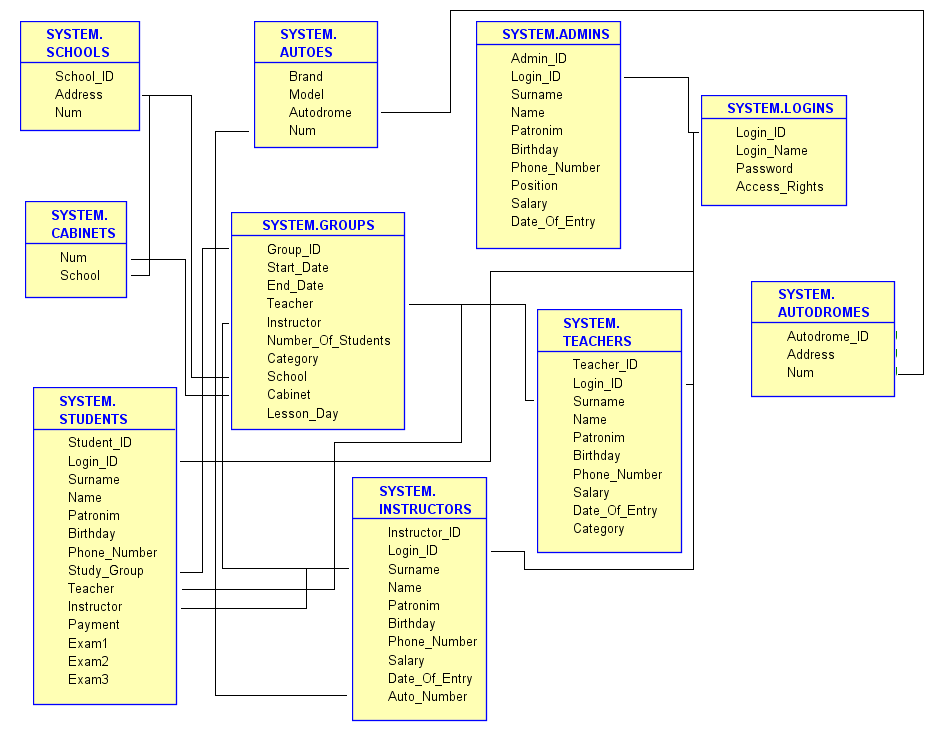 SYSTEM.
SCHOOLS
School_ID
Address
Num
SYSTEM.
AUTOES
Brand
Model
Autodrome
Num
SYSTEM.ADMINS
Admin_ID
Login_ID
Surname
Name
Patronim
Birthday
Phone_Number
Position
Salary
Date_Of_Entry
SYSTEM.LOGINS
Login_ID
Login_Name
Password
Access_Rights
SYSTEM.
CABINETS
Num
School
SYSTEM.GROUPS
Group_ID
Start_Date
End_Date
Teacher
Instructor
Number_Of_Students
Category
School
Cabinet
Lesson_Day
SYSTEM.
TEACHERS
Teacher_ID
Login_ID
Surname
Name
Patronim
Birthday
Phone_Number
Salary
Date_Of_Entry
Category
SYSTEM.
AUTODROMES
Autodrome_ID
Address
Num
SYSTEM.
STUDENTS
Student_ID
Login_ID
Surname
Name
Patronim
Birthday
Phone_Number
Study_Group
Teacher
Instructor
Payment
Exam1
Exam2
Exam3
SYSTEM.
INSTRUCTORS
Instructor_ID
Login_ID
Surname
Name
Patronim
Birthday
Phone_Number
Salary
Date_Of_Entry
Auto_Number